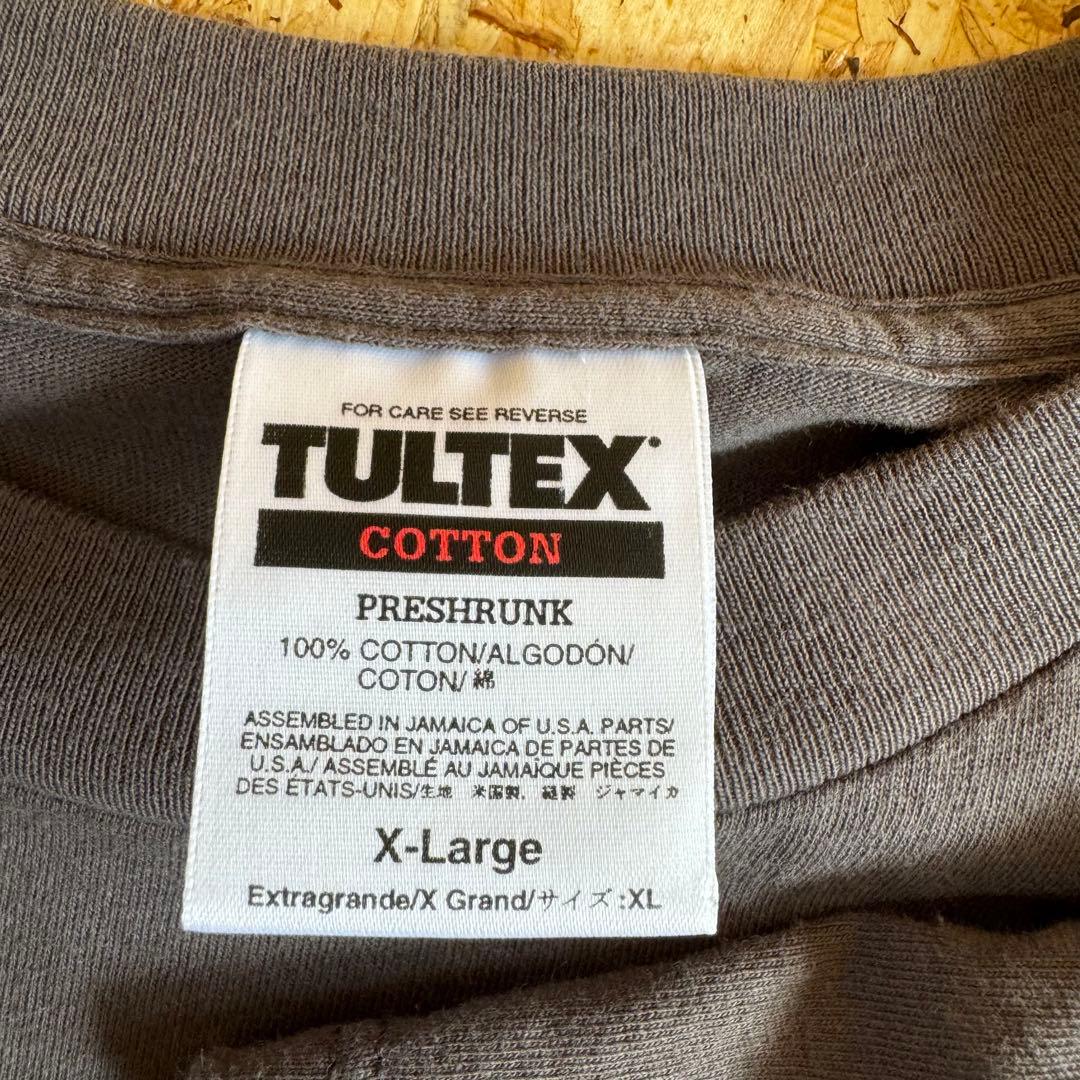 FOR CARE SEE REVERSE
TULTEX
COTTON
PRESHRUNK
100% COTTON/ALGODÓN/
COTON/綿
ASSEMBLED IN JAMAICA OF U.S.A. PARTS/
ENSAMBLADO EN JAMAICA DE PARTES DE
U.S.A./ ASSEMBLÉ AU JAMAÏQUE PIÈCES
DES ÉTATS-UNIS/生地 米国製, 縫製 ジャマイカ
X-Large
Extragrande/X Grand/サイズ:XL